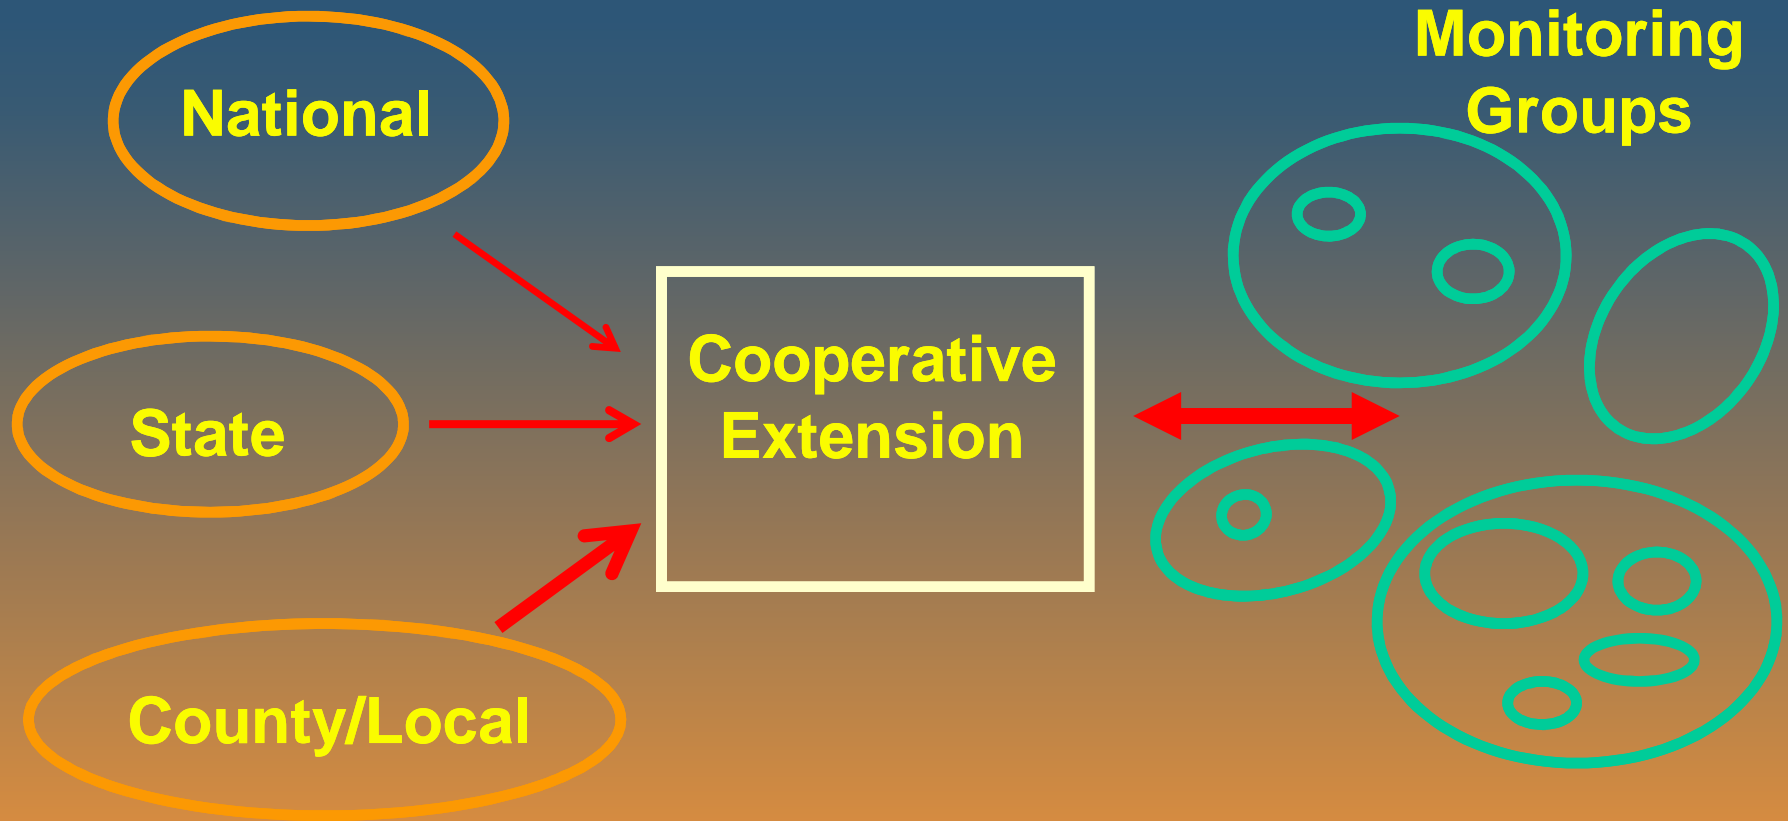 National
Monitoring
Groups
Cooperative
Extension
State
County/Local